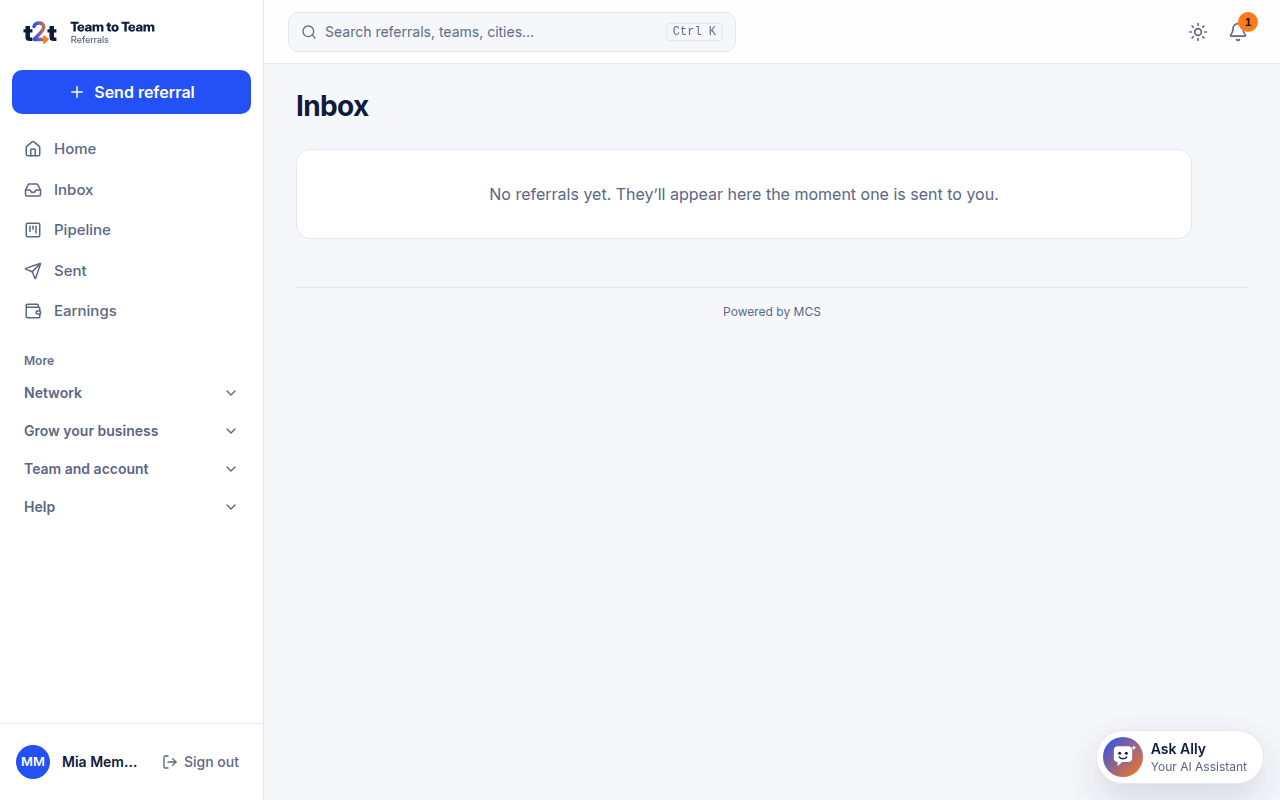 t2t
Team to Team
Referrals
Send referral
Home
Inbox
Pipeline
Sent
Earnings
More
Network
Grow your business
Team and account
Help
MM
Mia Mem...
Sign out
Search referrals, teams, cities...
Ctrl K
1
Inbox
No referrals yet. They’ll appear here the moment one is sent to you.
Powered by MCS
Ask Ally
Your AI Assistant